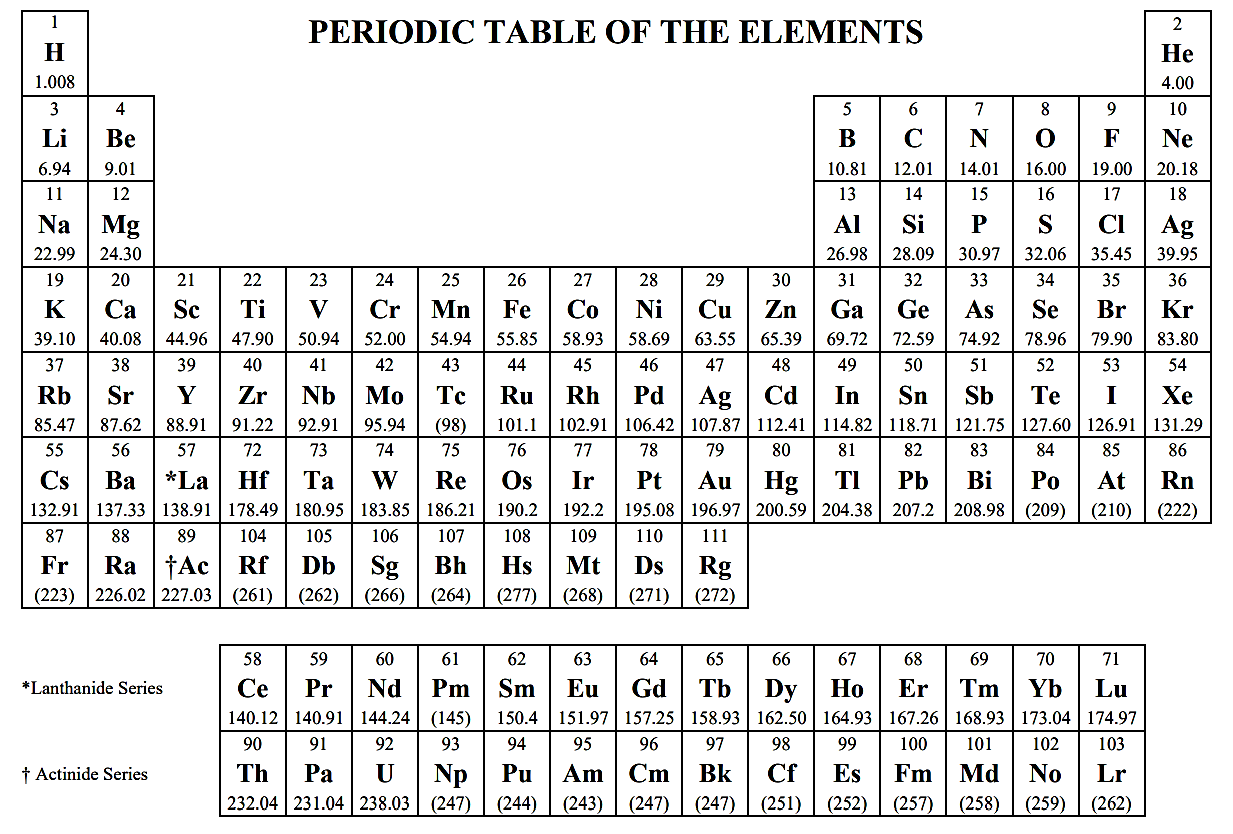 PERIODIC TABLE OF THE ELEMENTS
1 2
H He
1.008 4.00
3 4 5 6 7 8 9 10
Li Be B C N O F Ne
6.94 9.01 10.81 12.01 14.01 16.00 19.00 20.18
11 12 13 14 15 16 17 18
Na Mg Al Si P S Cl Ag
22.99 24.30 26.98 28.09 30.97 32.06 35.45 39.95
19 20 21 22 23 24 25 26 27 28 29 30 31 32 33 34 35 36
K Ca Sc Ti V Cr Mn Fe Co Ni Cu Zn Ga Ge As Se Br Kr
39.10 40.08 44.96 47.90 50.94 52.00 54.94 55.85 58.93 58.69 63.55 65.39 69.72 72.59 74.92 78.96 79.90 83.80
37 38 39 40 41 42 43 44 45 46 47 48 49 50 51 52 53 54
Rb Sr Y Zr Nb Mo Tc Ru Rh Pd Ag Cd In Sn Sb Te I Xe
85.47 87.62 88.91 91.22 92.91 95.94 (98) 101.1 102.91 106.42 107.87 112.41 114.82 118.71 121.75 127.60 126.91 131.29
55 56 57 72 73 74 75 76 77 78 79 80 81 82 83 84 85 86
Cs Ba *La Hf Ta W Re Os Ir Pt Au Hg Tl Pb Bi Po At Rn
132.91 137.33 138.91 178.49 180.95 183.85 186.21 190.2 192.2 195.08 196.97 200.59 204.38 207.2 208.98 (209) (210) (222)
87 88 89 104 105 106 107 108 109 110 111
Fr Ra †Ac Rf Db Sg Bh Hs Mt Ds Rg
(223) 226.02 227.03 (261) (262) (266) (264) (277) (268) (271) (272)
58 59 60 61 62 63 64 65 66 67 68 69 70 71
*Lanthanide Series Ce Pr Nd Pm Sm Eu Gd Tb Dy Ho Er Tm Yb Lu
140.12 140.91 144.24 (145) 150.4 151.97 157.25 158.93 162.50 164.93 167.26 168.93 173.04 174.97
90 91 92 93 94 95 96 97 98 99 100 101 102 103
† Actinide Series Th Pa U Np Pu Am Cm Bk Cf Es Fm Md No Lr
232.04 231.04 238.03 (247) (244) (243) (247) (247) (251) (252) (257) (258) (259) (262)